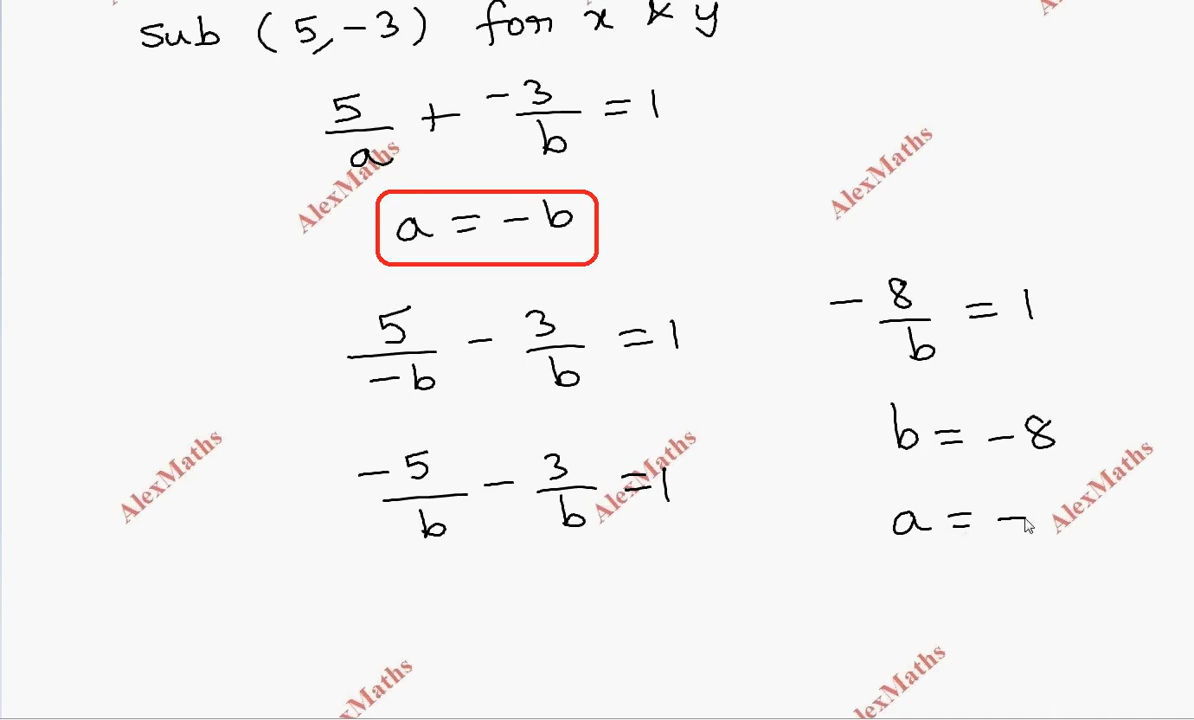 sub (5,-3) for x & y
5/a + -3/b = 1
a = -b
5/-b - 3/b = 1
-5/b - 3/b = 1
-8/b = 1
b = -8
a = -
AlexMaths
AlexMaths
AlexMaths
AlexMaths
AlexMaths
AlexMaths
AlexMaths